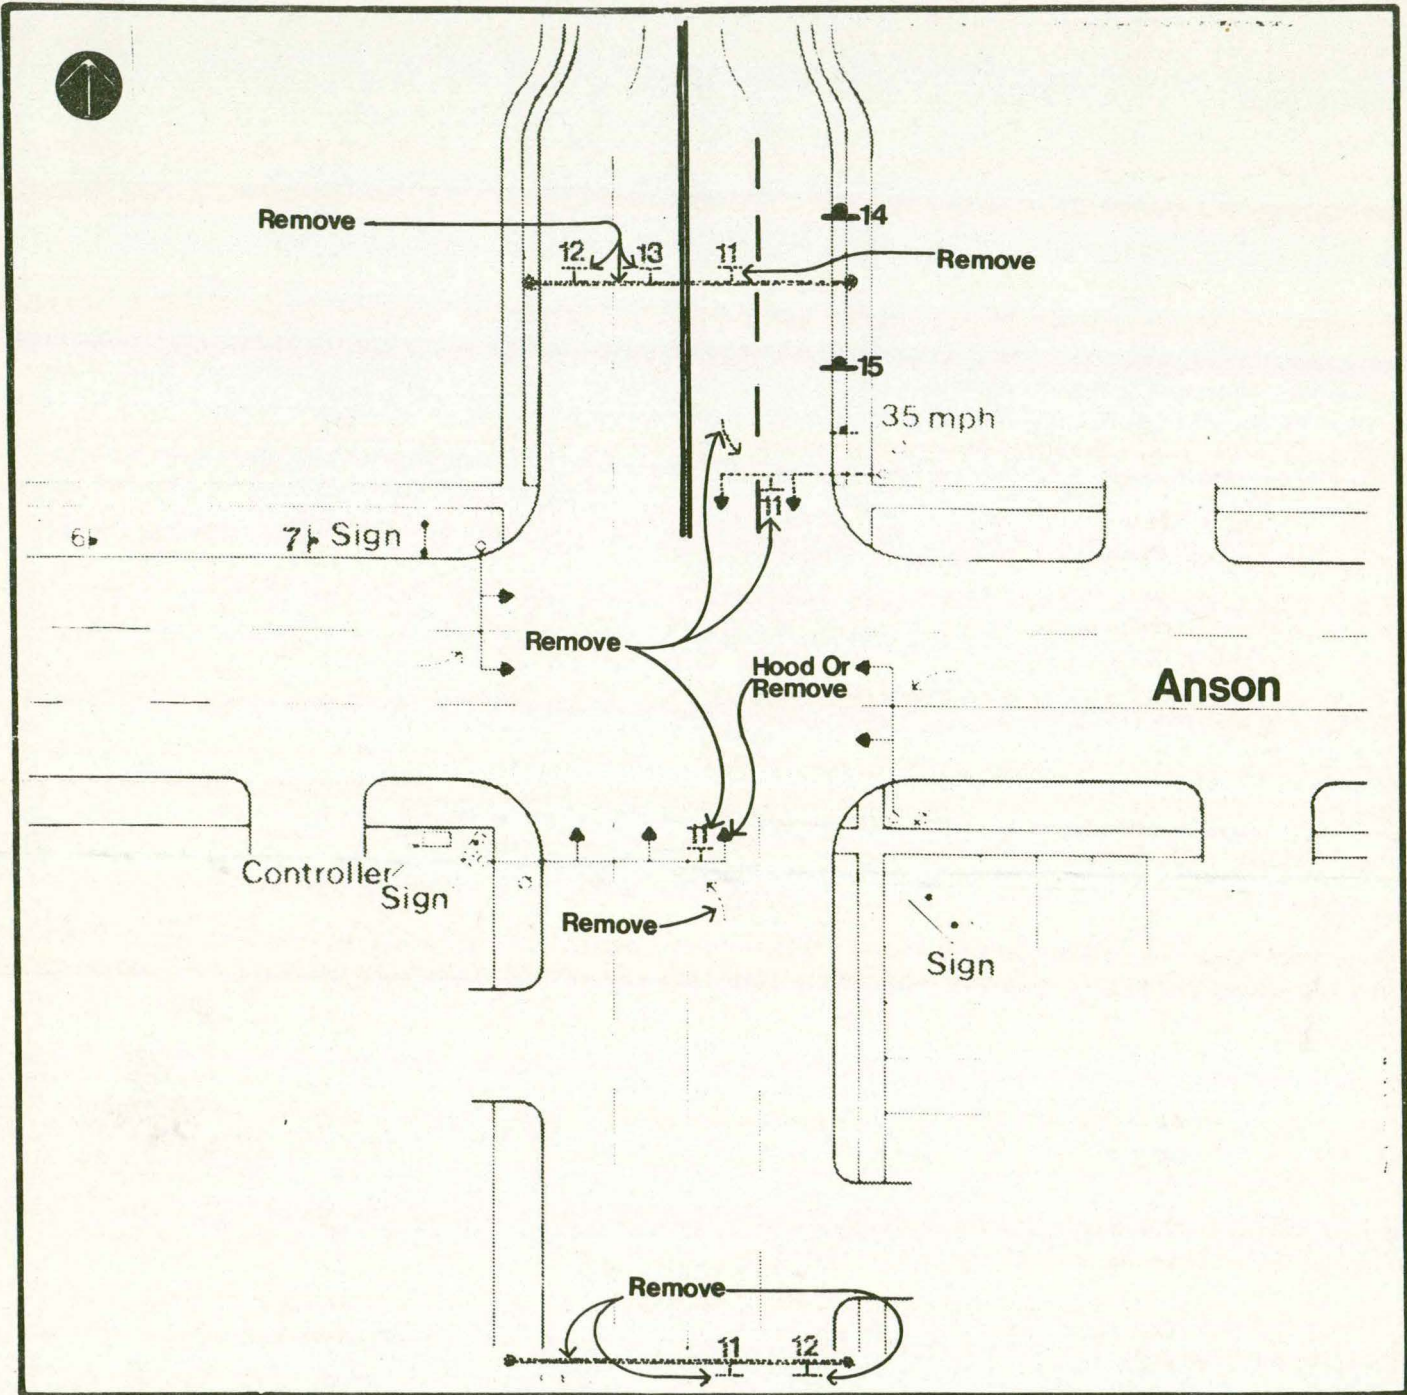 Remove
12 13 11
14
Remove
15
35 mph
11
6 7 Sign
Remove
Hood Or
Remove
Anson
11
Controller
Sign
Remove
Sign
Remove
11 12